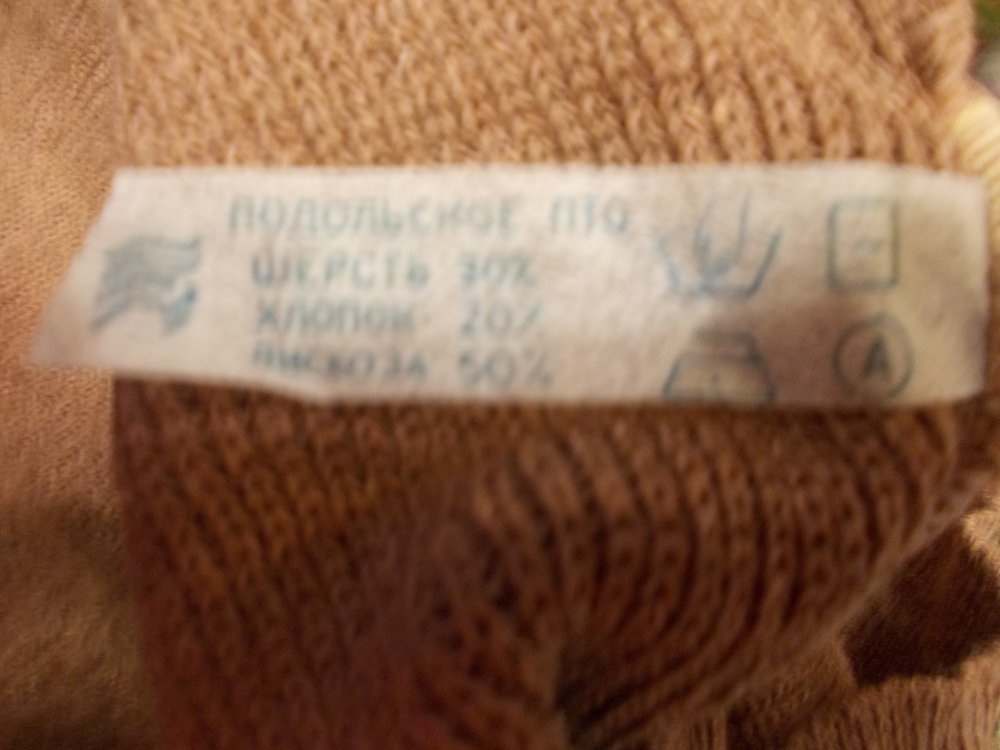 ПОДОЛЬСКОЕ ПТО
ШЕРСТЬ 30%
ХЛОПОК 20%
ВИСКОЗА 50%
A